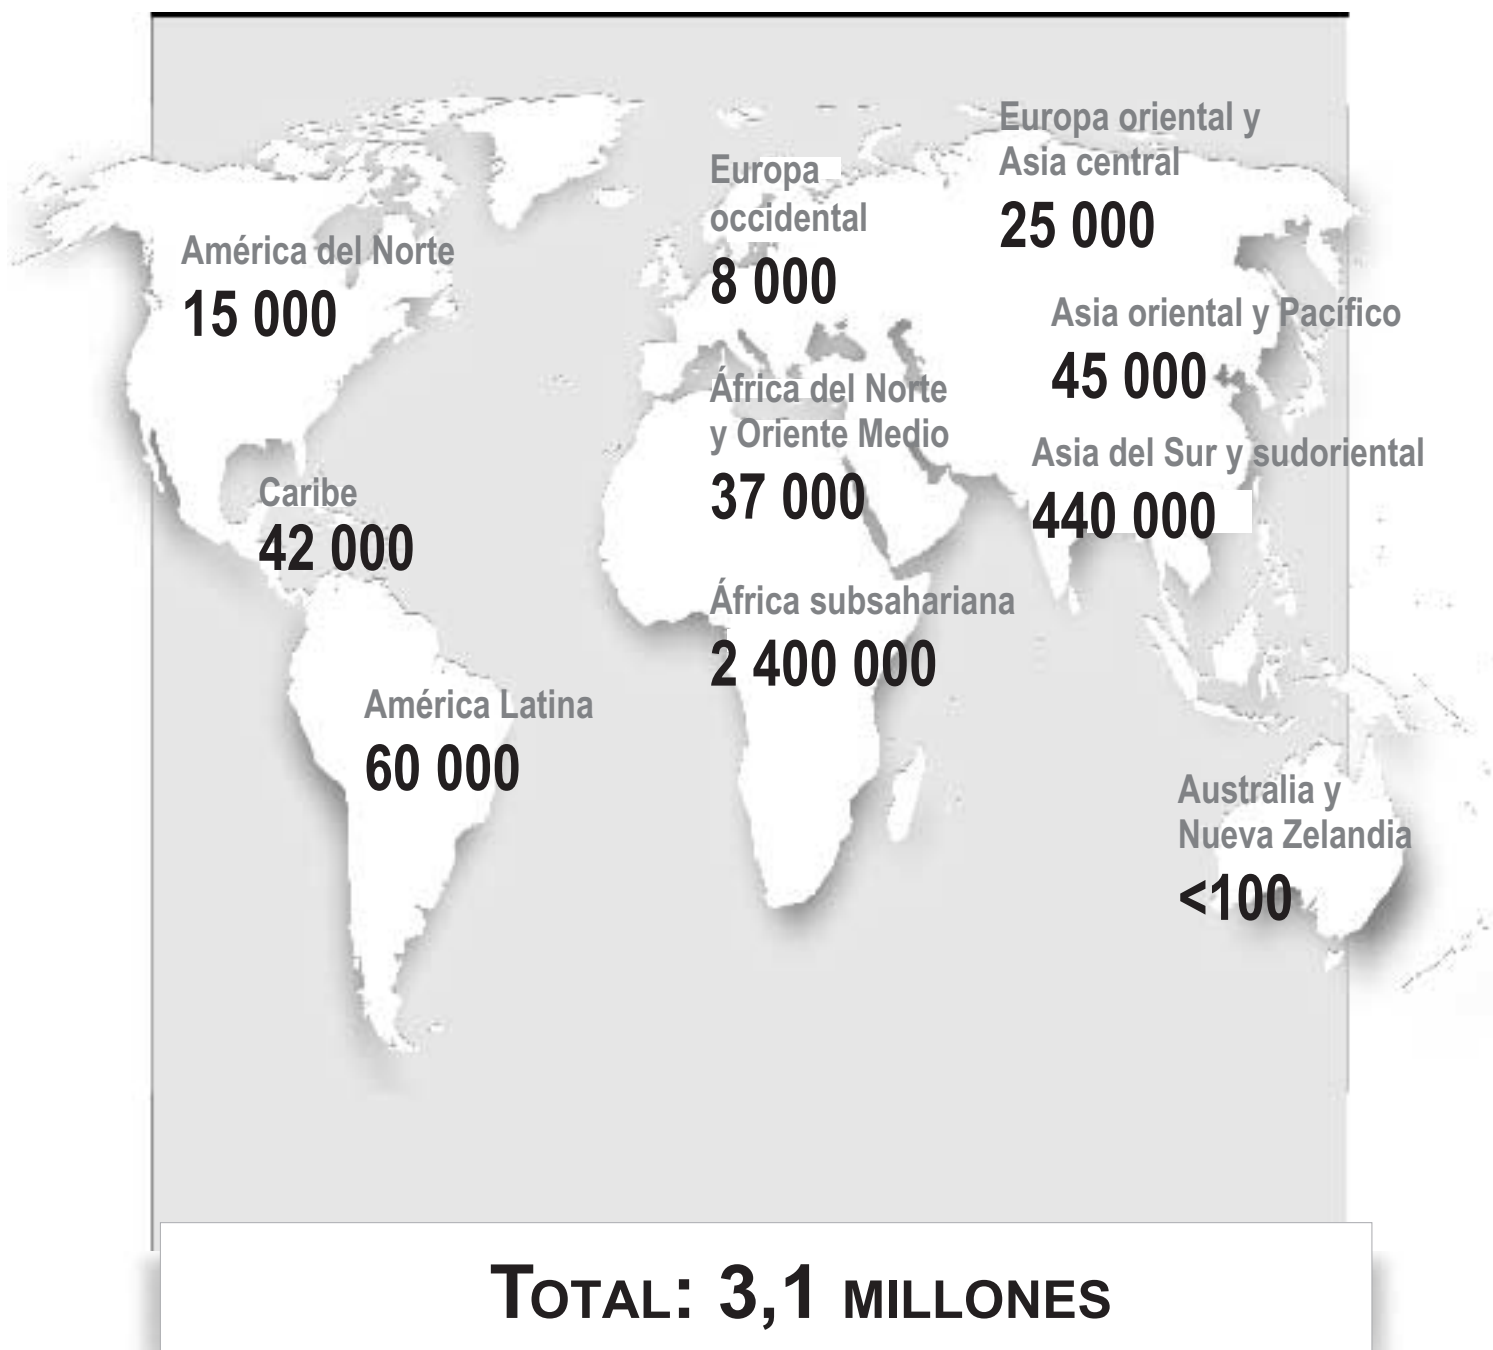 América del Norte
15 000
Caribe
42 000
América Latina
60 000
Europa
occidental
8 000
África del Norte
y Oriente Medio
37 000
África subsahariana
2 400 000
Europa oriental y
Asia central
25 000
Asia oriental y Pacífico
45 000
Asia del Sur y sudoriental
440 000
Australia y
Nueva Zelandia
<100
TOTAL: 3,1 MILLONES